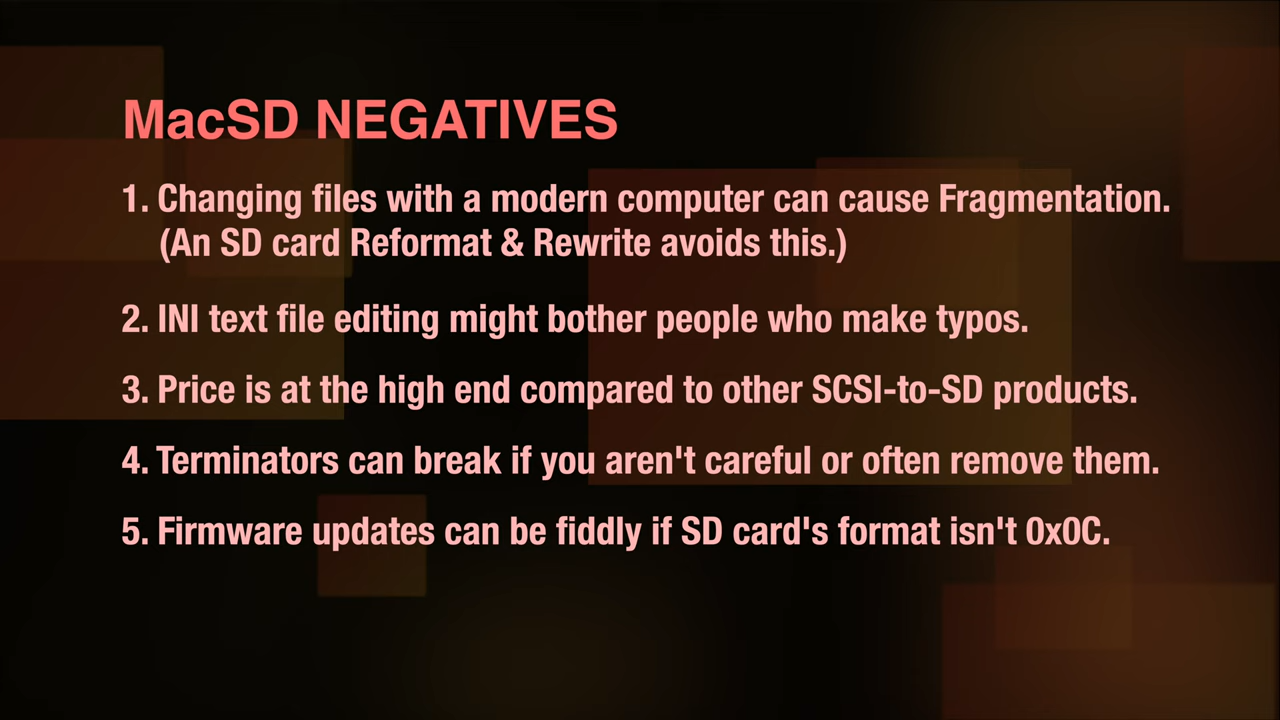 MacSD NEGATIVES
1. Changing files with a modern computer can cause Fragmentation.
(An SD card Reformat & Rewrite avoids this.)
2. INI text file editing might bother people who make typos.
3. Price is at the high end compared to other SCSI-to-SD products.
4. Terminators can break if you aren't careful or often remove them.
5. Firmware updates can be fiddly if SD card's format isn't 0x0C.